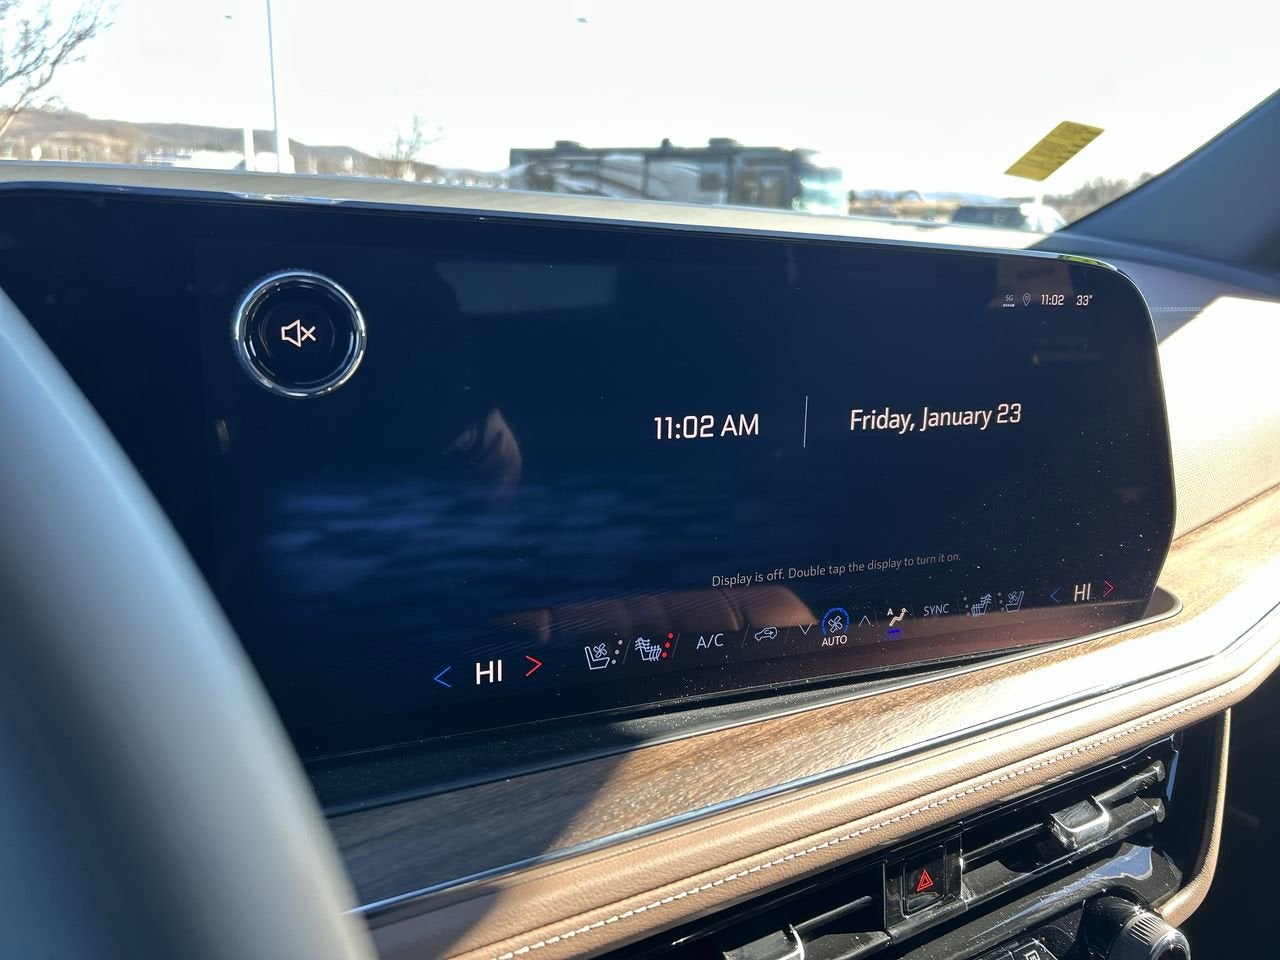 5G 11:02 33°
11:02 AM | Friday, January 23
Display is off. Double tap the display to turn it on.
< HI > A/C AUTO A SYNC < HI >